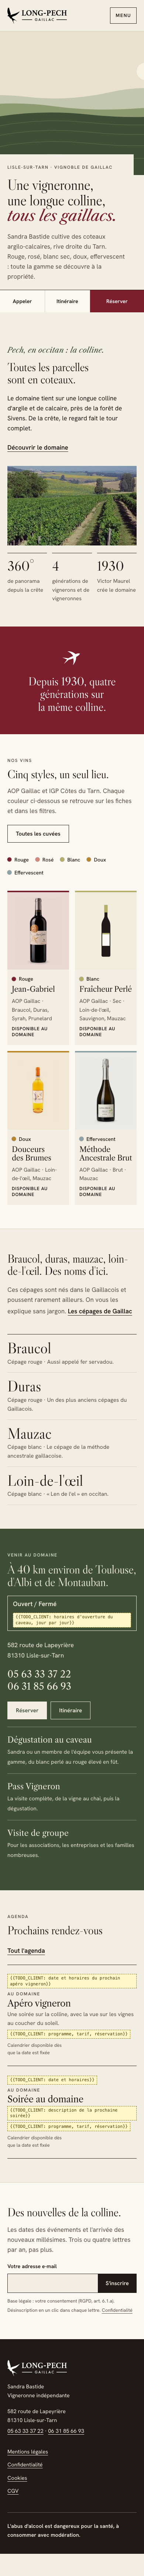 LONG-PECH
GAILLAC
MENU
LISLE-SUR-TARN · VIGNOBLE DE GAILLAC
Une vigneronne,
une longue colline,
tous les gaillacs.
Sandra Bastide cultive des coteaux
argilo-calcaires, rive droite du Tarn.
Rouge, rosé, blanc sec, doux, effervescent
: toute la gamme se découvre à la
propriété.
Appeler
Itinéraire
Réserver
Pech, en occitan : la colline.
Toutes les parcelles
sont en coteaux.
Le domaine tient sur une longue colline
d'argile et de calcaire, près de la forêt de
Sivens. De la crête, le regard fait le tour
complet.
Découvrir le domaine
360°
de panorama
depuis la crête
4
générations de
vignerons et de
vigneronnes
1930
Victor Maurel
crée le domaine
Depuis 1930, quatre
générations sur
la même colline.
NOS VINS
Cinq styles, un seul lieu.
AOP Gaillac et IGP Côtes du Tarn. Chaque
couleur ci-dessous se retrouve sur les fiches
et dans les filtres.
Toutes les cuvées
Rouge
Rosé
Blanc
Doux
Effervescent
Rouge
Jean-Gabriel
AOP Gaillac ·
Braucol, Duras,
Syrah, Prunelard
DISPONIBLE AU
DOMAINE
Blanc
Fraîcheur Perlé
AOP Gaillac · Sec ·
Loin-de-l'œil,
Sauvignon, Mauzac
DISPONIBLE AU
DOMAINE
Doux
Douceurs
des Brumes
AOP Gaillac · Loin-
de-l'œil, Mauzac
DISPONIBLE AU
DOMAINE
Effervescent
Méthode
Ancestrale Brut
AOP Gaillac · Brut ·
Mauzac
DISPONIBLE AU
DOMAINE
Braucol, duras, mauzac, loin-
de-l'œil. Des noms d'ici.
Ces cépages sont nés dans le Gaillacois et
poussent rarement ailleurs. On vous les
explique sans jargon. Les cépages de Gaillac
Braucol
Cépage rouge · Aussi appelé fer servadou.
Duras
Cépage rouge · Un des plus anciens cépages du
Gaillacois.
Mauzac
Cépage blanc · Le cépage de la méthode
ancestrale gaillacoise.
Loin-de-l'œil
Cépage blanc · « Len de l'el » en occitan.
VENIR AU DOMAINE
À 40 km environ de Toulouse,
d'Albi et de Montauban.
Ouvert / Fermé
{{TODO_CLIENT: horaires d'ouverture du
caveau, jour par jour}}
582 route de Lapeyrière
81310 Lisle-sur-Tarn
05 63 33 37 22
06 31 85 66 93
Réserver
Itinéraire
Dégustation au caveau
Sandra ou un membre de l'équipe vous présente la
gamme, du blanc perlé au rouge élevé en fût.
Pass Vigneron
La visite complète, de la vigne au chai, puis la
dégustation.
Visite de groupe
Pour les associations, les entreprises et les familles
nombreuses.
AGENDA
Prochains rendez-vous
Tout l'agenda
{{TODO_CLIENT: date et horaires du prochain
apéro vigneron}}
AU DOMAINE
Apéro vigneron
Une soirée sur la colline, avec la vue sur les vignes
au coucher du soleil.
{{TODO_CLIENT: programme, tarif, réservation}}
Calendrier disponible dès
que la date est fixée
{{TODO_CLIENT: date et horaires}}
AU DOMAINE
Soirée au domaine
{{TODO_CLIENT: description de la prochaine
soirée}}
{{TODO_CLIENT: programme, tarif, réservation}}
Calendrier disponible dès
que la date est fixée
Des nouvelles de la colline.
Les dates des événements et l'arrivée des
nouveaux millésimes. Trois ou quatre lettres
par an, pas plus.
Votre adresse e-mail
S'inscrire
Base légale : votre consentement (RGPD, art. 6.1 a).
Désinscription en un clic dans chaque lettre. Confidentialité
LONG-PECH
GAILLAC
Sandra Bastide
Vigneronne indépendante
582 route de Lapeyrière
81310 Lisle-sur-Tarn
05 63 33 37 22 · 06 31 85 66 93
Mentions légales
Confidentialité
Cookies
CGV
L'abus d'alcool est dangereux pour la santé, à
consommer avec modération.